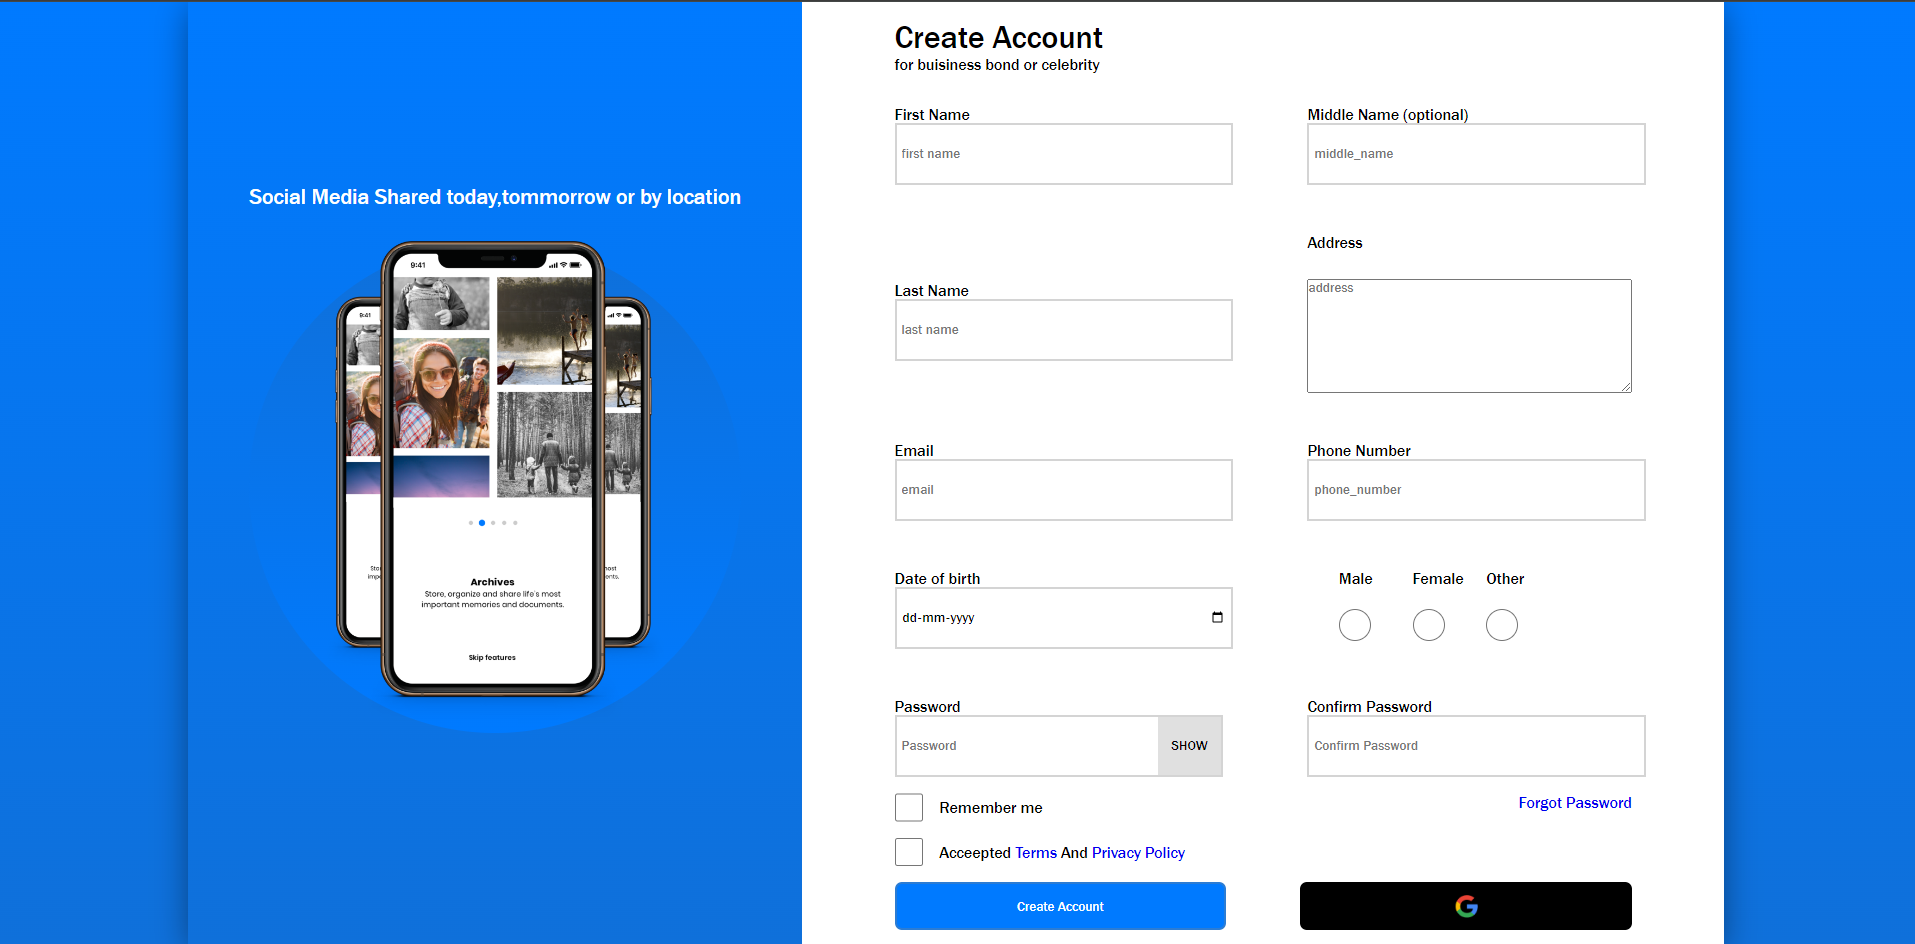 Social Media Shared today,tommorrow or by location
9:41
9:41
Archives
Store, organize and share life's most
important memories and documents.
Skip features
Create Account
for buisiness bond or celebrity
First Name
first name
Middle Name (optional)
middle_name
Last Name
last name
Address
address
Email
email
Phone Number
phone_number
Date of birth
dd-mm-yyyy
Male Female Other
Password
Password SHOW
Confirm Password
Confirm Password
Remember me
Forgot Password
Acceepted Terms And Privacy Policy
Create Account